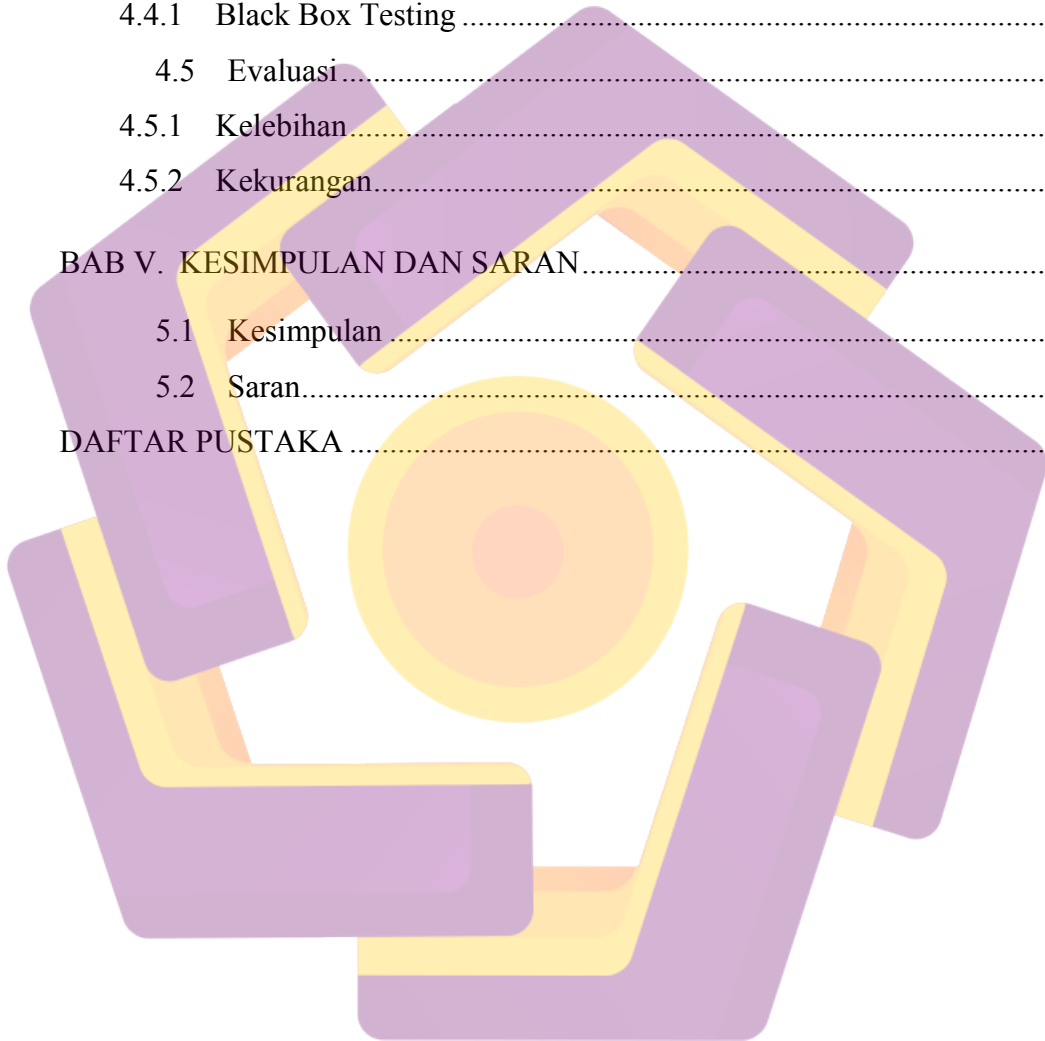 4.4.1 Black Box Testing ........................................................................
4.5 Evaluasi ........................................................................
4.5.1 Kelebihan ........................................................................
4.5.2 Kekurangan ........................................................................
BAB V. KESIMPULAN DAN SARAN ........................................................................
5.1 Kesimpulan ........................................................................
5.2 Saran ........................................................................
DAFTAR PUSTAKA ........................................................................